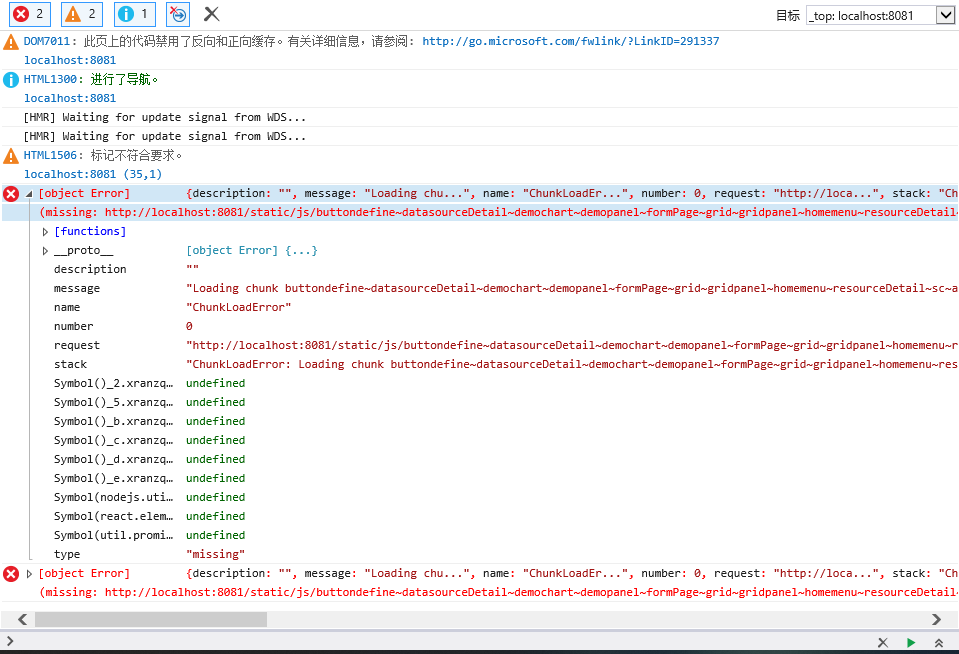 2 2 1 目标 _top: localhost:8081
DOM7011: 此页上的代码禁用了反向和正向缓存。有关详细信息，请参阅: http://go.microsoft.com/fwlink/?LinkID=291337
localhost:8081
HTML1300: 进行了导航。
localhost:8081
[HMR] Waiting for update signal from WDS...
[HMR] Waiting for update signal from WDS...
HTML1506: 标记不符合要求。
localhost:8081 (35,1)
[object Error] {description: "", message: "Loading chu...", name: "ChunkLoadEr...", number: 0, request: "http://loca...", stack: "Ch
(missing: http://localhost:8081/static/js/buttondefine~datasourceDetail~demochart~demopanel~formPage~grid~gridpanel~homemenu~resourceDetail~
[functions]
__proto__ [object Error] {...}
description ""
message "Loading chunk buttondefine~datasourceDetail~demochart~demopanel~formPage~grid~gridpanel~homemenu~resourceDetail~sc~a
name "ChunkLoadError"
number 0
request "http://localhost:8081/static/js/buttondefine~datasourceDetail~demochart~demopanel~formPage~grid~gridpanel~homemenu~r
stack "ChunkLoadError: Loading chunk buttondefine~datasourceDetail~demochart~demopanel~formPage~grid~gridpanel~homemenu~res
Symbol()_2.xranzq… undefined
Symbol()_5.xranzq… undefined
Symbol()_b.xranzq… undefined
Symbol()_c.xranzq… undefined
Symbol()_d.xranzq… undefined
Symbol()_e.xranzq… undefined
Symbol(nodejs.uti… undefined
Symbol(react.elem… undefined
Symbol(util.promi… undefined
type "missing"
[object Error] {description: "", message: "Loading chu...", name: "ChunkLoadEr...", number: 0, request: "http://loca...", stack: "Ch
(missing: http://localhost:8081/static/js/buttondefine~datasourceDetail~demochart~demopanel~formPage~grid~gridpanel~homemenu~resourceDetail~